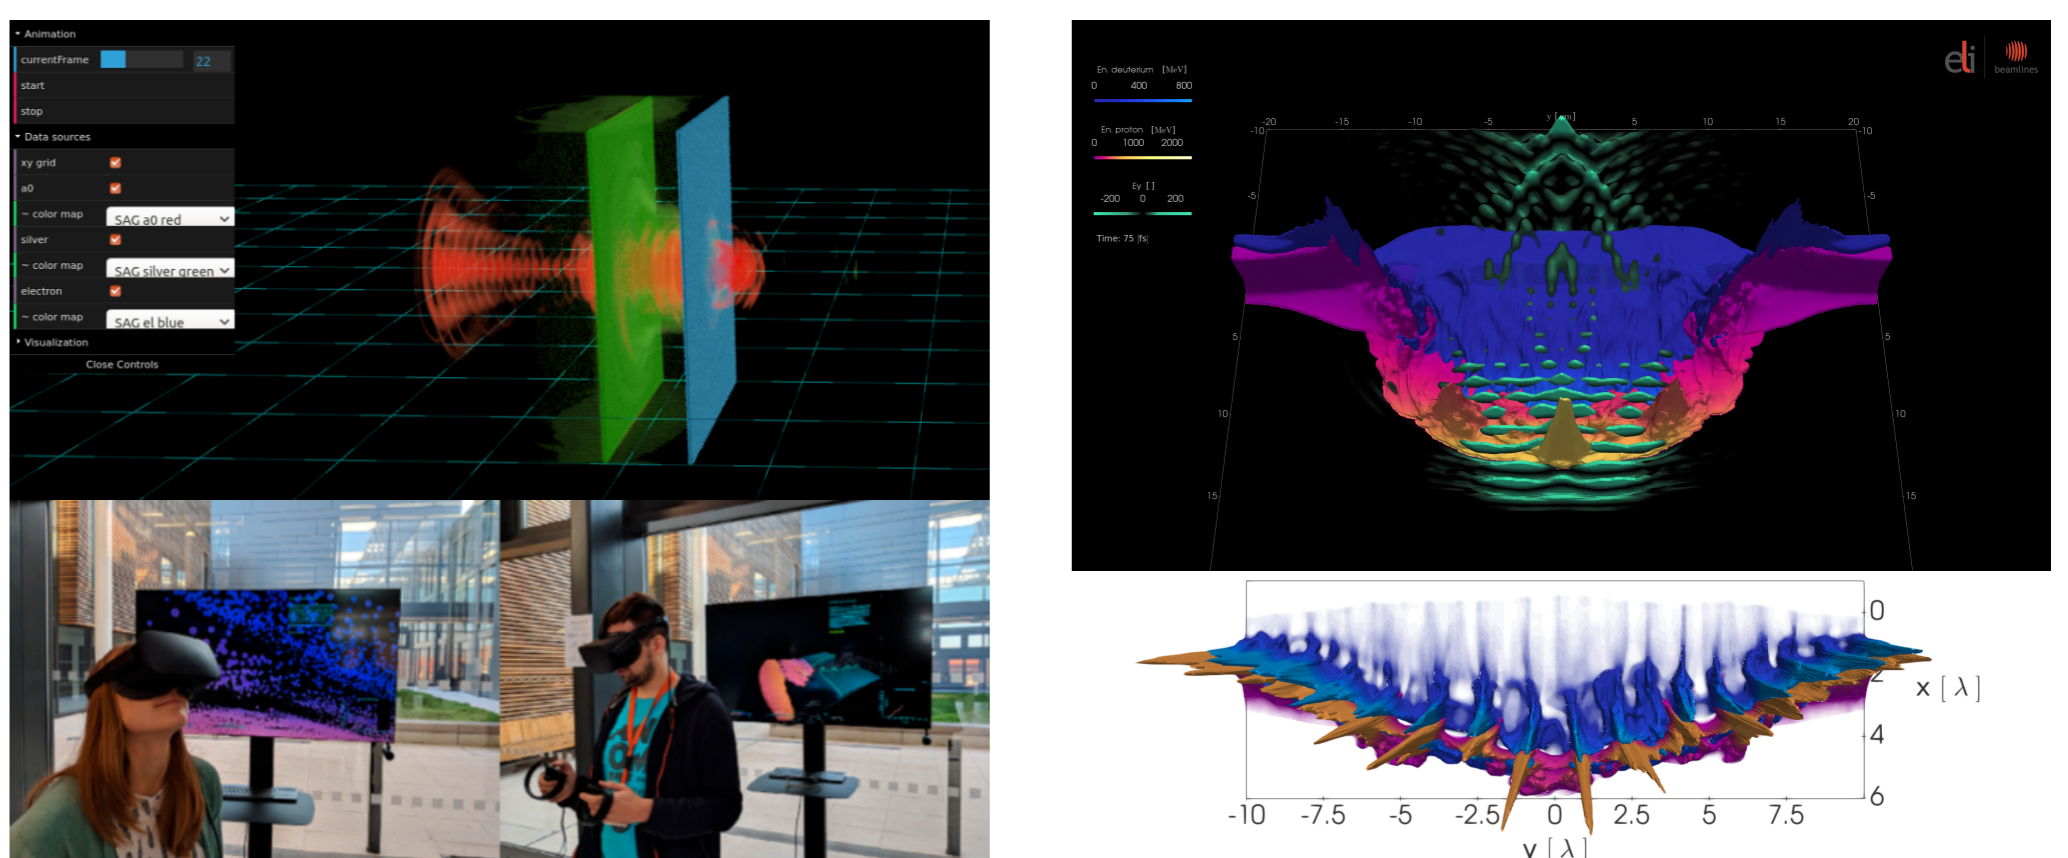 Animation
currentFrame 22
start
stop
Data sources
xy grid
a0
~ color map SAG a0 red
silver
~ color map SAG silver green
electron
~ color map SAG el blue
Visualization
Close Controls
eli beamlines
En. deuterium [MeV]
0 400 800
En. proton [MeV]
0 1000 2000
Ey [ ]
-200 0 200
Time: 75 [fs]
-20 -15 -10 -5 y [ m] 5 10 15 20
-10 -10
-5 -5
5 5
10 10
15 15
0
2
4
6
x [ λ ]
-10 -7.5 -5 -2.5 0 2.5 5 7.5
y [ λ ]